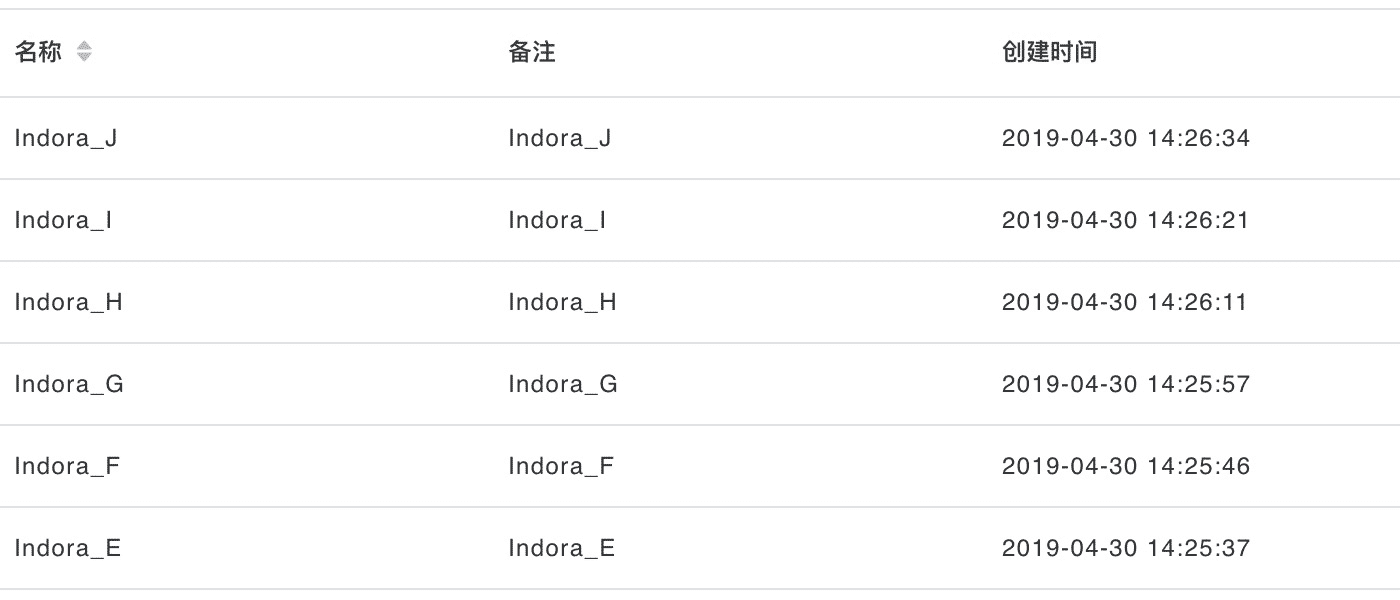 名称 备注 创建时间
Indora_J Indora_J 2019-04-30 14:26:34
Indora_I Indora_I 2019-04-30 14:26:21
Indora_H Indora_H 2019-04-30 14:26:11
Indora_G Indora_G 2019-04-30 14:25:57
Indora_F Indora_F 2019-04-30 14:25:46
Indora_E Indora_E 2019-04-30 14:25:37